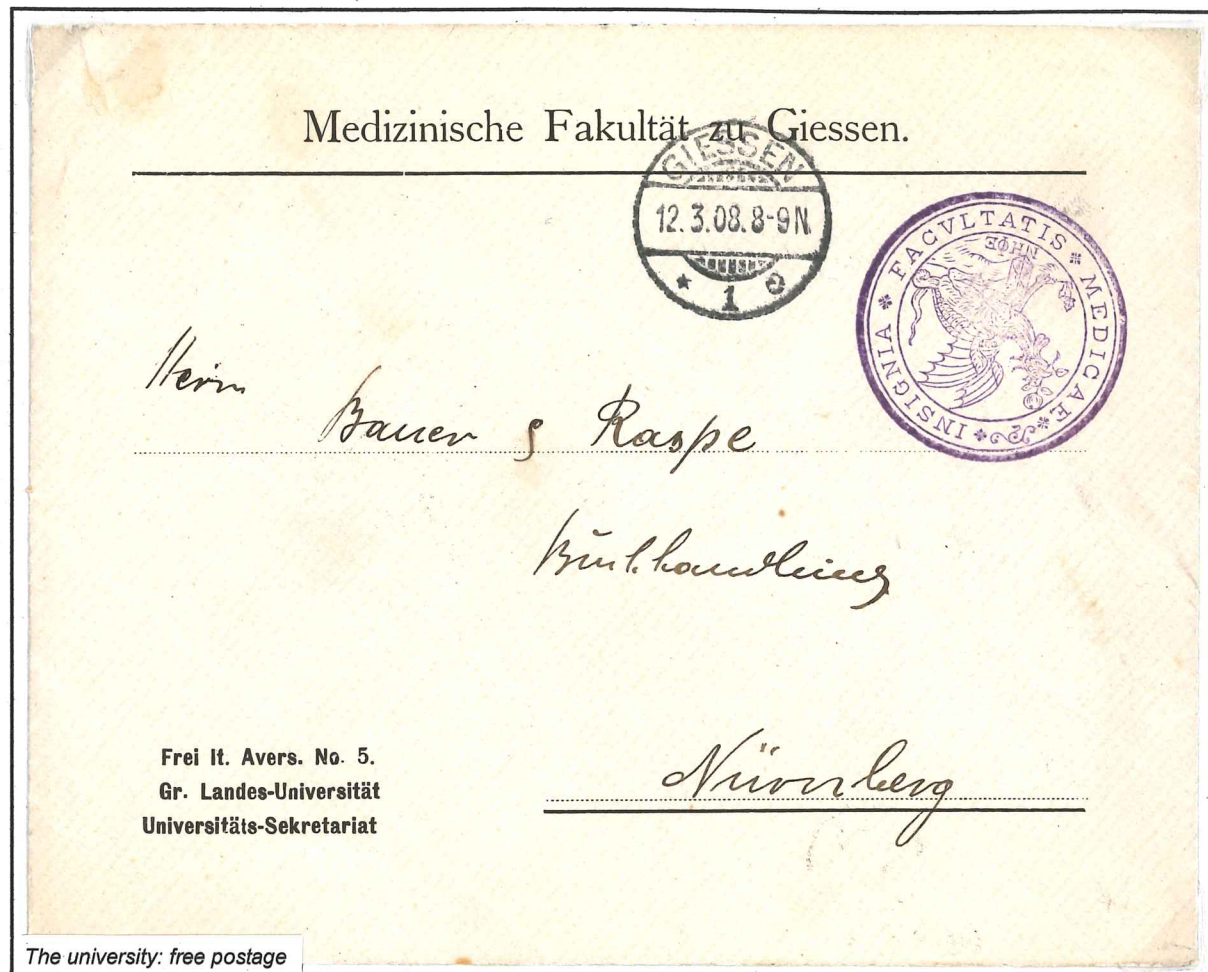 Medizinische Fakultät zu Giessen.
GIESSEN
12.3.08.8-9N.
* 1 e
INSIGNIA * FACVLTATIS * MEDICAE *
ΦΗΝΗ
Herrn
Bauer & Raspe
Buchhandlung
Nürnberg
Frei lt. Avers. No. 5.
Gr. Landes-Universität
Universitäts-Sekretariat
The university: free postage